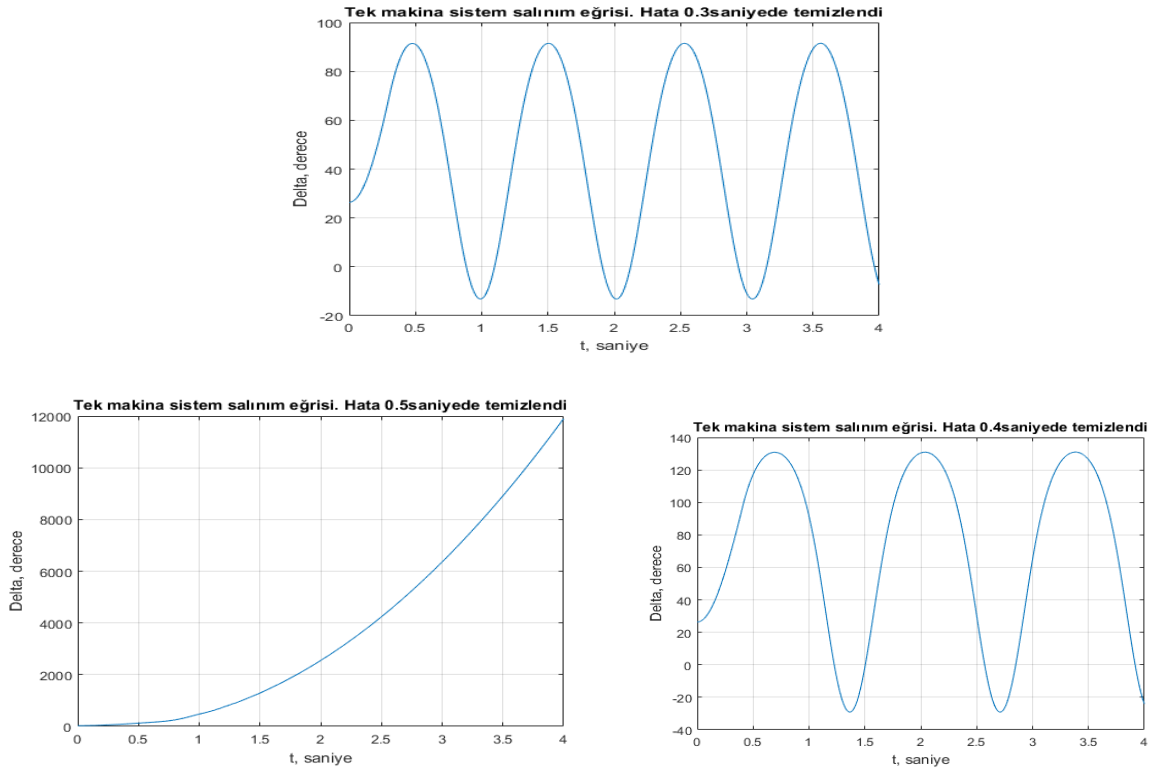 Tek makina sistem salınım eğrisi. Hata 0.3saniyede temizlendi
100
80
60
40
20
0
-20
Delta, derece
0 0.5 1 1.5 2 2.5 3 3.5 4
t, saniye
Tek makina sistem salınım eğrisi. Hata 0.5saniyede temizlendi
12000
10000
8000
6000
4000
2000
0
Delta, derece
0 0.5 1 1.5 2 2.5 3 3.5 4
t, saniye
Tek makina sistem salınım eğrisi. Hata 0.4saniyede temizlendi
140
120
100
80
60
40
20
0
-20
-40
Delta, derece
0 0.5 1 1.5 2 2.5 3 3.5 4
t, saniye